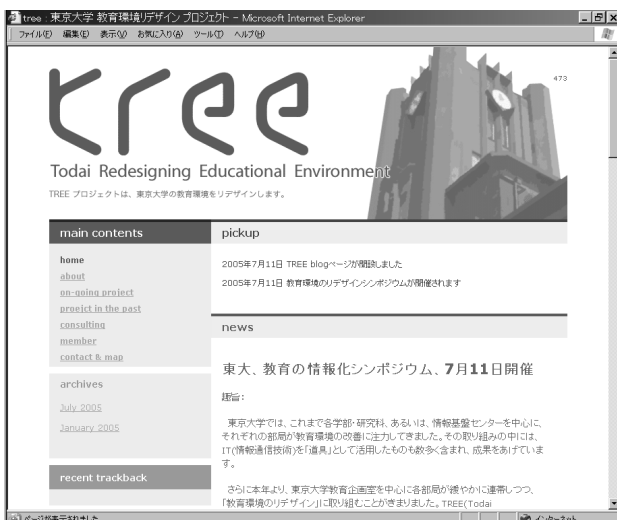 tree : 東京大学 教育環境リデザイン プロジェクト - Microsoft Internet Explorer
ファイル(F) 編集(E) 表示(V) お気に入り(A) ツール(T) ヘルプ(H)
473
tree
Todai Redesigning Educational Environment
TREE プロジェクトは、東京大学の教育環境をリデザインします。
main contents
home
about
on-going project
proejct in the past
consulting
member
contact & map
archives
July 2005
January 2005
recent trackback
pickup
2005年7月11日 TREE blogページが開設しました
2005年7月11日 教育環境のリデザインシンポジウムが開催されます
news
東大、教育の情報化シンポジウム、7月11日開催
趣旨:
東京大学では、これまで各学部・研究科、あるいは、情報基盤センターを中心に、
それぞれの部局が教育環境の改善に注力してきました。その取り組みの中には、
IT(情報通信技術)を「道具」として活用したものも数多く含まれ、成果をあげていま
す。
さらに本年より、東京大学教育企画室を中心に各部局が緩やかに連帯しつつ、
「教育環境のリデザイン」に取り組むことがきまりました。TREE(Todai
ページが表示されました
インターネット